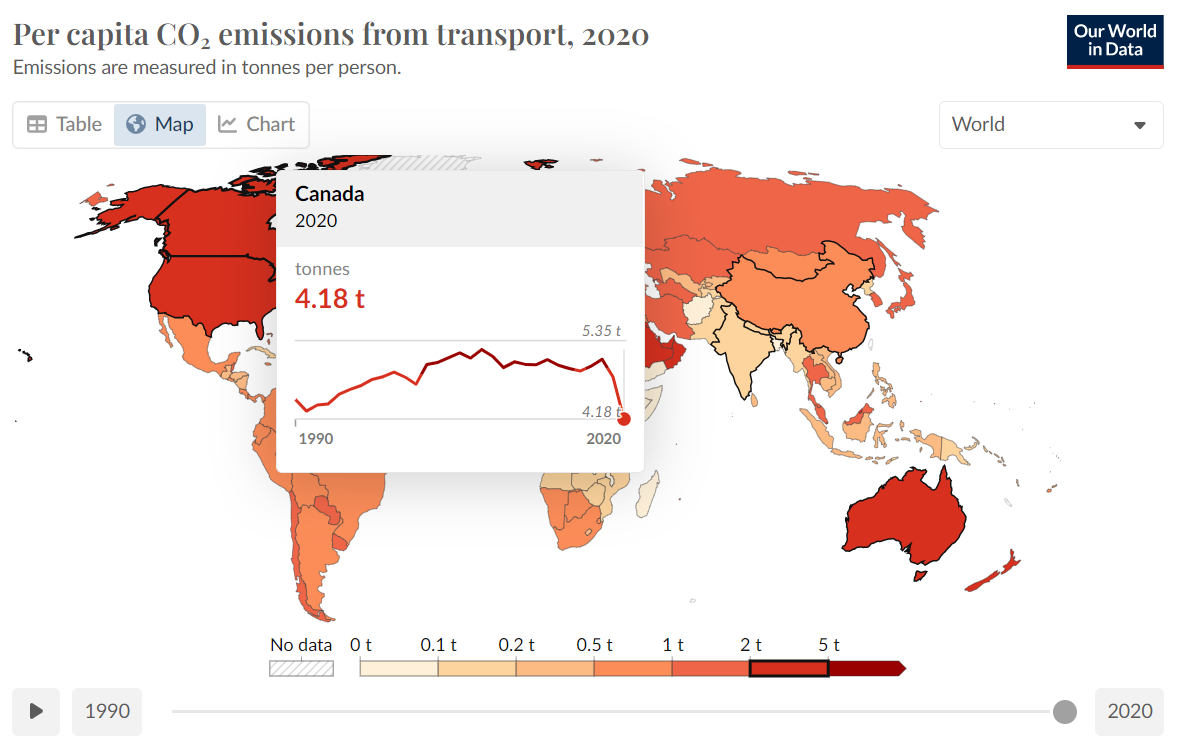 Per capita CO₂ emissions from transport, 2020
Emissions are measured in tonnes per person.
Our World
in Data
Table
Map
Chart
World
Canada
2020
tonnes
4.18 t
5.35 t
4.18 t
1990
2020
No data
0 t
0.1 t
0.2 t
0.5 t
1 t
2 t
5 t
1990
2020